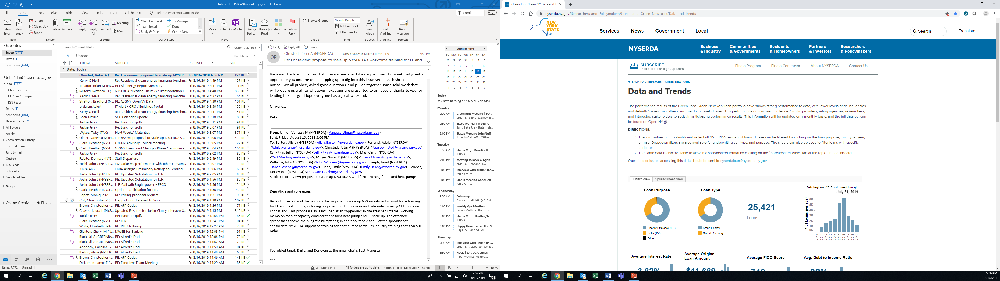 Inbox - Jeff.Pitkin@nyserda.ny.gov - Outlook
File Home Send / Receive Folder View Help ESET Adobe PDF Tell me what you want to do
Coming Soon Off
New Email
New Items
New
Ignore
Clean Up
Junk
Delete
Archive
Delete
Reply
Reply All
Forward
Meeting
More
Respond
Chamber travel
Team Email
Reply & Delete
To Manager
Done
Create New
Quick Steps
Move
Rules
OneNote
Move
Assign Policy
Unread/ Read
Categorize
Follow Up
Tags
Browse Groups
Groups
Search People
Address Book
Filter Email
Find
Read Aloud
Speech
Get Add-ins
Add-ins
Report Message
Protection
Favorites
Inbox [7772]
Drafts [1]
Sent Items [4661]
Jeff.Pitkin@nyserda.ny.gov
Inbox [7772]
Chamber travel
McAfee Anti-Spam
RSS Feeds
Drafts [1]
Sent Items [4661]
Deleted Items [24]
All Folders
Archive
Conversation History
Infected Items
Junk E-mail [1]
Outbox
RSS Feeds
Scheduled
Search Folders
Groups
Online Archive - Jeff.Pitkin...
Search Current Mailbox
Current Mailbox
All Unread
By Date
FROM SUBJECT RECEIVED SIZE
Date: Today
Olmsted, Peter A (... Re: For review: proposal to scale up NYSER... Fri 8/16/2019 4:56 PM 192 KB
Kerry O'Neill Re: Residential clean energy financing benchm... Fri 8/16/2019 4:49 PM 157 KB
Treanor, Brian M (NY... RE: All Energy Report summary Fri 8/16/2019 4:41 PM 1 MB
Milford, Matthew H (... NYSERDA "Heating Fuels" & "Transportation F... Fri 8/16/2019 4:40 PM 830 KB
Kerry O'Neill Re: Residential clean energy financing benchm... Fri 8/16/2019 4:32 PM 154 KB
Stratton, Bradford (N... RE: GJGNY OpenNY Data Fri 8/16/2019 4:30 PM 101 KB
erda.sm.italert IT Alert - CRIS / Buildings Portal Fri 8/16/2019 3:50 PM 159 KB
Kerry O'Neill Re: Residential clean energy financing benchm... Fri 8/16/2019 3:41 PM 251 KB
Sean Neville SCC Calendar Update Fri 8/16/2019 3:18 PM 185 KB
Jackie Jerry Re: Lunch or golf? Fri 8/16/2019 3:11 PM 91 KB
Jackie Jerry Re: Lunch or golf? Fri 8/16/2019 3:07 PM 91 KB
Wykes, Toby (TAX) Next Weeks' Maturities Fri 8/16/2019 3:07 PM 371 KB
Ulmer, Vanessa M (N... For review: proposal to scale up NYSERDA's ... Fri 8/16/2019 3:06 PM 412 KB
Clark, Heather (NYSE... GJGNY Advisory Council meeting Fri 8/16/2019 3:05 PM 127 KB
Clark, Heather (NYSE... GJGNY Loan Fund Changes Phase 1 announce... Fri 8/16/2019 3:04 PM 154 KB
Jackie Jerry Re: Lunch or golf? Fri 8/16/2019 3:02 PM 80 KB
Rabito, Donna J (NYS... Staff Departure Fri 8/16/2019 2:49 PM 39 KB
Joshi, John J (NYSER... FW: Solar vs. performance with other consum... Fri 8/16/2019 2:07 PM 213 KB
KBRA ABS KBRA Assigns Preliminary Ratings to LendingP... Fri 8/16/2019 2:06 PM 165 KB
Joshi, John J (NYSER... RE: Updated Solicitation for LLR Fri 8/16/2019 2:05 PM 88 KB
Joshi, John J (NYSER... RE: Updated Solicitation for LLR Fri 8/16/2019 1:56 PM 85 KB
Joshi, John J (NYSER... LLR Call with Bright power - ESCO Fri 8/16/2019 1:56 PM 124 KB
Clark, Heather (NYSE... Updated Solicitation for LLR Fri 8/16/2019 1:56 PM 933 KB
Lopez, Monique M RE: Pricing proposal request Fri 8/16/2019 1:31 PM 95 KB
Coll, Christopher Z (... Happy Hour- Farewell to Scicc Fri 8/16/2019 1:30 PM 109 KB
Brown, Christopher (... RE: AFP Codes Fri 8/16/2019 1:26 PM 71 KB
Chaves, Laura L (NYS... Updated Resume for Justin Clancy Interview 8... Fri 8/16/2019 1:15 PM 310 KB
Jackie Jerry Re: Lunch or golf? Fri 8/16/2019 12:58 PM 85 KB
Clark, Heather (NYSE... RE: LLR Fri 8/16/2019 12:41 PM 104 KB
Wolfe, Elizabeth Belli... RE: RFI 7 followup Fri 8/16/2019 12:27 PM 70 KB
Glanton, Cheryl M (N... MWBE for Banking Fri 8/16/2019 12:08 PM 91 KB
Black, Jill S (GREENBA... RE: Alfred's Dad Fri 8/16/2019 12:06 PM 78 KB
Black, Jill S (GREENBA... RE: Alfred's Dad Fri 8/16/2019 11:57 AM 73 KB
Angoorly, Caroline G ... RE: Alfred's Dad Fri 8/16/2019 11:50 AM 104 KB
Barton, Alicia (NYSER... RE: Alfred's Dad Fri 8/16/2019 11:48 AM 65 KB
Brown, Christopher (... RE: AFP Codes Fri 8/16/2019 11:46 AM 148 KB
Dickerson, Jamie E (... RE: Executive Team Meeting Fri 8/16/2019 11:29 AM 85 KB
Reply Reply All Forward
OP
Olmsted, Peter A (NYSERDA) Ulmer, Vanessa M (NYSERDA); + 9 4:56 PM
Re: For review: proposal to scale up NYSERDA's workforce training for EE and ...
Vanessa, thank you. I know that I have already said it a couple times this week, but greatly
appreciate you and the team stepping up to dig into this issue set on such short
notice. We all probed, asked good questions, and pulled together some solid work that
will prepare us well for whatever next steps are presented to us. Special thanks to you for
leading the charge! Hope everyone has a great weekend.
Onwards.
Peter
From: Ulmer, Vanessa M (NYSERDA) <Vanessa.Ulmer@nyserda.ny.gov>
Sent: Friday, August 16, 2019 3:06 PM
To: Barton, Alicia (NYSERDA) <Alicia.Barton@nyserda.ny.gov>; Ferranti, Adele (NYSERDA)
<Adele.Ferranti@nyserda.ny.gov>; Olmsted, Peter A (NYSERDA) <Peter.Olmsted@nyserda.ny.gov>
Cc: Pitkin, Jeff J (NYSERDA) <Jeff.Pitkin@nyserda.ny.gov>; Mas, Carl J (NYSERDA)
<Carl.Mas@nyserda.ny.gov>; Moyer, Susan B (NYSERDA) <Susan.Moyer@nyserda.ny.gov>;
Williams, John G (NYSERDA) <John.Williams@nyserda.ny.gov>; Joseph, Janet (NYSERDA)
<Janet.Joseph@nyserda.ny.gov>; Dean, Emily (NYSERDA) <Emily.Dean@nyserda.ny.gov>; Gordon,
Donovan R (NYSERDA) <Donovan.Gordon@nyserda.ny.gov>
Subject: For review: proposal to scale up NYSERDA's workforce training for EE and heat pumps
Dear Alicia and colleagues,
Below for review and discussion is the proposal to scale up NYS investment in workforce training
for EE and heat pumps, including proposed funding sources and rationale for using CEF funds on
Long Island. This proposal also is included as an "Appendix" in the attached internal working
memo on market capacity considerations for a heat pump and EE scale up. The attached
spreadsheet shows the budget assumptions; in addition, tabs 2 and 3 of the spreadsheet
consolidate NYSERDA-supported training for heat pumps as well as industry training that's on our
radar.
I've added Janet, Emily, and Donovan to the email chain. Best, Vanessa
***
August 2019
SU MO TU WE TH FR SA
28 29 30 31 1 2 3
4 5 6 7 8 9 10
11 12 13 14 15 16 17
18 19 20 21 22 23 24
25 26 27 28 29 30 31
1 2 3 4 5 6 7
Today
You have nothing else scheduled today.
Monday
10:00 AM Greenlight Meeting | BQ...
erda.rm.1359.broadway.15...
10:30 AM Executive Team Meeting
Sand Lake Rm / Staten Isla...
2:00 PM Status Meeting John/Jeff
John to Call Jeff's Office
Tuesday
9:00 AM Status Mtg - David/Jeff
Jeff's Office
12:00 PM Meeting to Review Agen...
erda.rm.17cc.sand.lake
1:00 PM Interview with Justin Clan...
Jeff's Office
2:00 PM Status Meeting Gene/Jeff
Jeff's Office
Wednesday
9:00 AM Follow up
Clarke to call Jeff @ 518-8...
1:00 PM Weekly Ops Meeting
Parker Mathusa Board and...
3:00 PM Status Mtg. - Heather/Jeff
Jeff's Office
5:00 PM Happy Hour- Farewell to S...
City Line Bar and Grill
Thursday
9:00 AM Interview with Peter Cost...
erda.rm.17cc.parker.d.mat...
11:30 AM HOLD | JJP/CGA Lunch
Albany Office Proximate
Items: 7,772 Unread: 1
Send/Receive error All folders are up to date. Connected to: Microsoft Exchange 100%
5:06 PM
8/16/2019
21
Green Jobs Green NY Data and T
nyserda.ny.gov/Researchers-and-Policymakers/Green-Jobs-Green-New-York/Data-and-Trends
NEW YORK STATE
Services News Government Local
Search
Translate
NYSERDA
Business & Industry
Communities & Governments
Residents & Homeowners
Partners & Investors
Researchers & Policymakers
SUBSCRIBE
Pick a topic and get updates!
Find a Program Find a Contractor About NYSERDA Contact Us
BACK TO GREEN JOBS – GREEN NEW YORK
Data and Trends
The performance results of the Green Jobs Green New York loan portfolio have shown strong performance to date, with lower levels of delinquencies
and defaults/losses than other consumer loan asset classes. This performance data is useful to lender/capital providers, rating agencies, researchers,
and interested stakeholders to assist in anticipating performance results. This information will be updated on a monthly-basis, and the full data set can
be found on Open-NY.
DIRECTIONS:
1. The loan values on this dashboard reflect all NYSERDA residential loans. These can be filtered by clicking on the loan purpose, loan type, year,
or map. Dropdown filters are also available for underwriting tier, type, and purpose. The sliders can also be used to filter loans with specific
attributes.
2. The same data is also available to view in a spreadsheet format by clicking on the "Spreadsheet View" tab at the top of the dashboard.
Questions or issues accessing this data should be sent to nyserdaloan@nyserda.ny.gov.
Chart View Spreadsheet View
Loan Purpose
Energy Efficiency (EE)
Solar (PV)
Other
Loan Type
Smart Energy
On Bill Recovery
25,421
Loans
Data beginning 2010 and current through:
July 31, 2019
# of Loans per Year
6K
5K
4K
3K
2K
1K
0K
2010 2011 2012 2013 2014 2015 2016 2017 2018 2019
Average Interest Rate
Average Original Loan Amount
Average FICO Score
Avg. Debt to Income Ratio
5:06 PM
8/16/2019